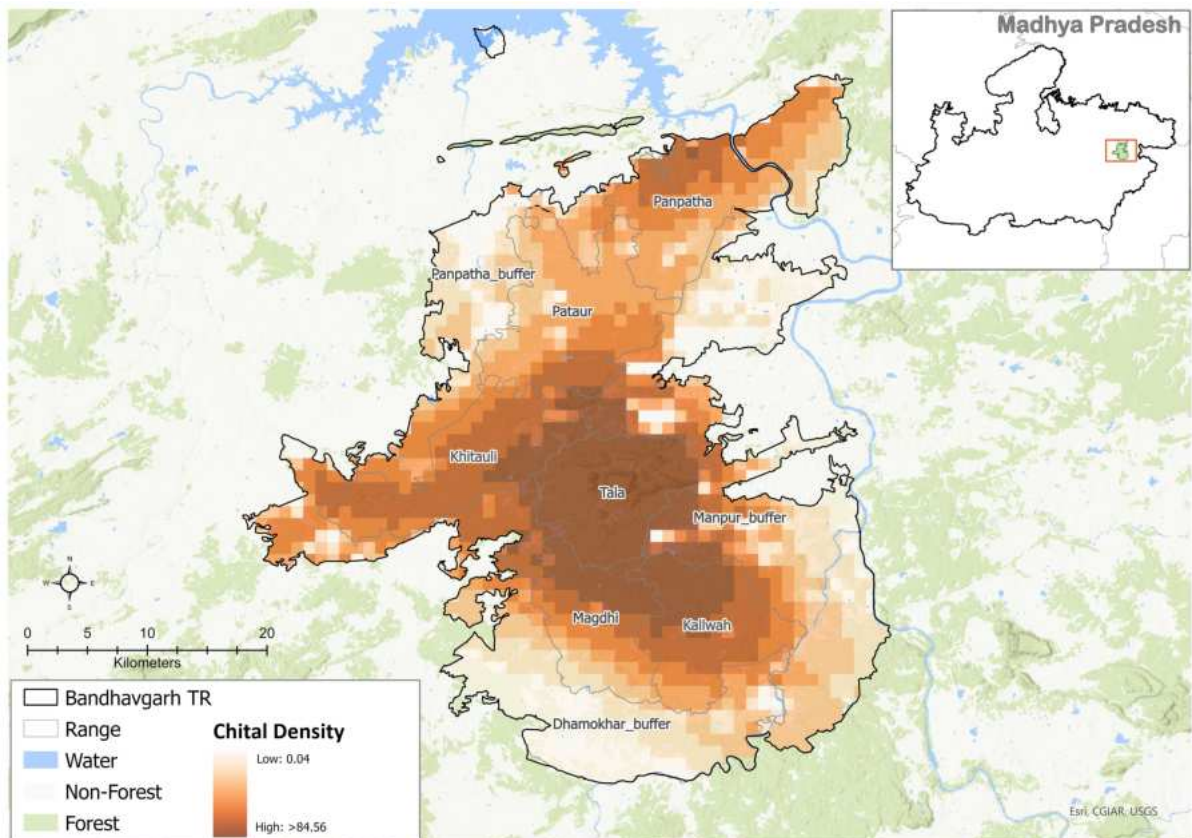 Madhya Pradesh
Panpatha
Panpatha_buffer
Pataur
Khitauli
Tala
Manpur_buffer
Magdhi
Kallwah
Dhamokhar_buffer
N
W E
S
0 5 10 20
Kilometers
Bandhavgarh TR
Range
Water
Non-Forest
Forest
Chital Density
Low: 0.04
High: >84.56
Esri, CGIAR, USGS